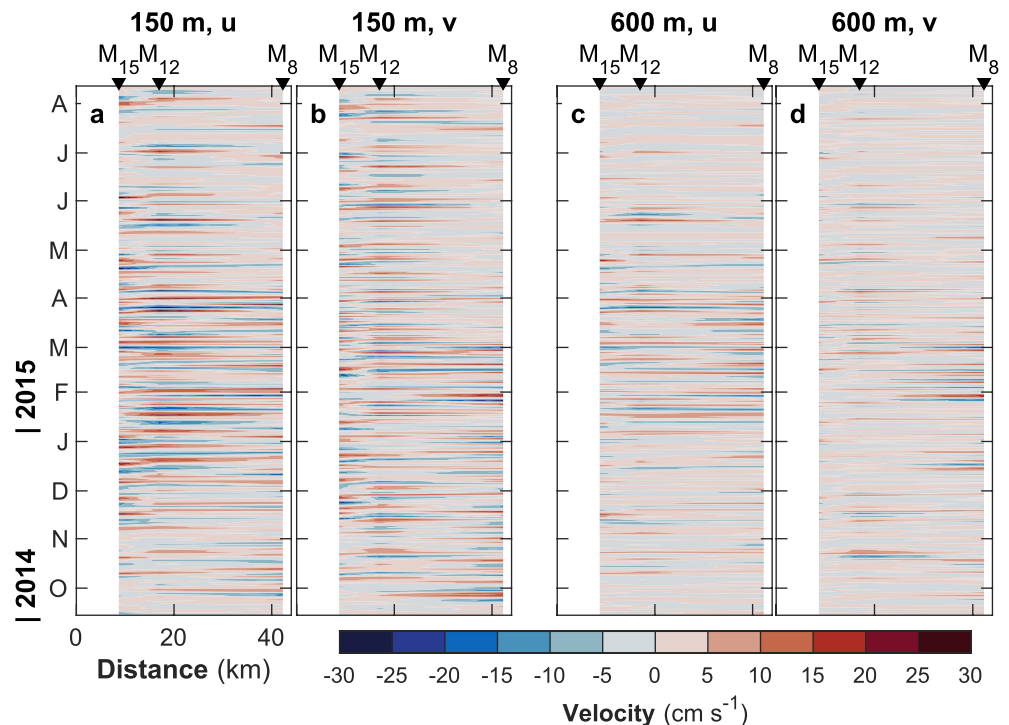 150 m, u 150 m, v 600 m, u 600 m, v
M15 M12 M8 M15 M12 M8 M15 M12 M8 M15 M12 M8
a b c d
A
J
J
M
A
M
F
J
D
N
O
| 2015
| 2014
0 20 40
Distance (km)
-30 -25 -20 -15 -10 -5 0 5 10 15 20 25 30
Velocity (cm s-1)